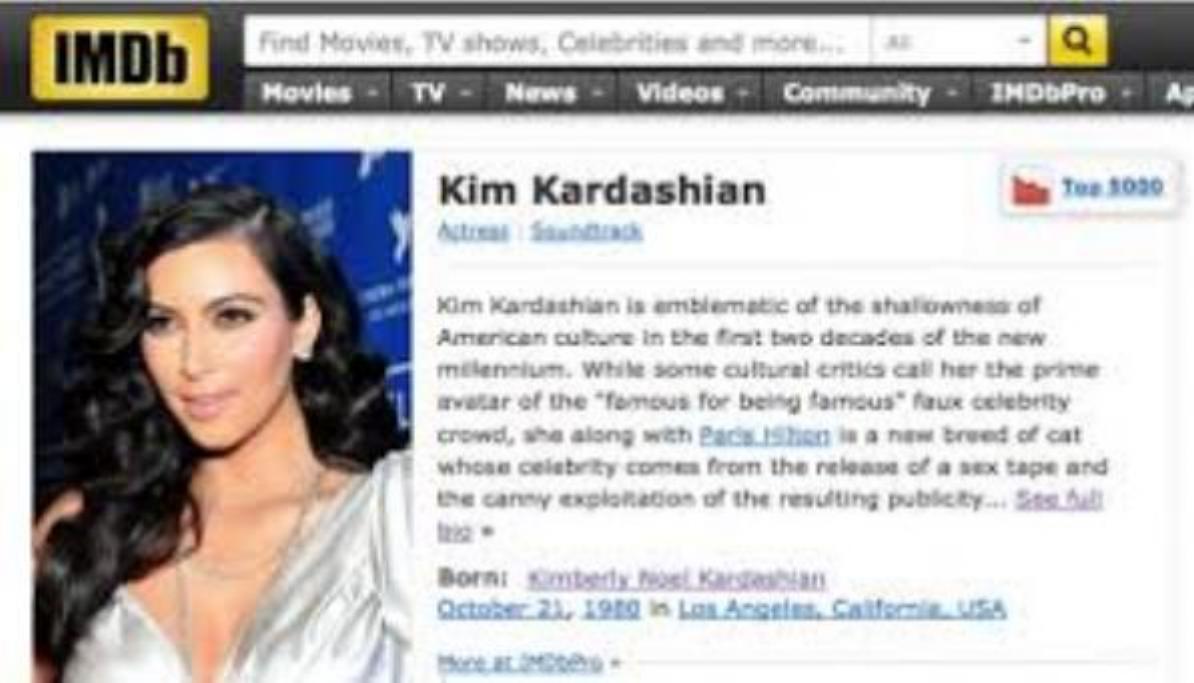 IMDb
Find Movies, TV shows, Celebrities and more...
All
Movies TV News Videos Community IMDbPro Ap
Kim Kardashian
Top 5000
Actress | Soundtrack
Kim Kardashian is emblematic of the shallowness of
American culture in the first two decades of the new
millennium. While some cultural critics call her the prime
avatar of the "famous for being famous" faux celebrity
crowd, she along with Paris Hilton is a new breed of cat
whose celebrity comes from the release of a sex tape and
the canny exploitation of the resulting publicity... See full
bio »
Born: Kimberly Noel Kardashian
October 21, 1980 in Los Angeles, California, USA
More at IMDbPro »